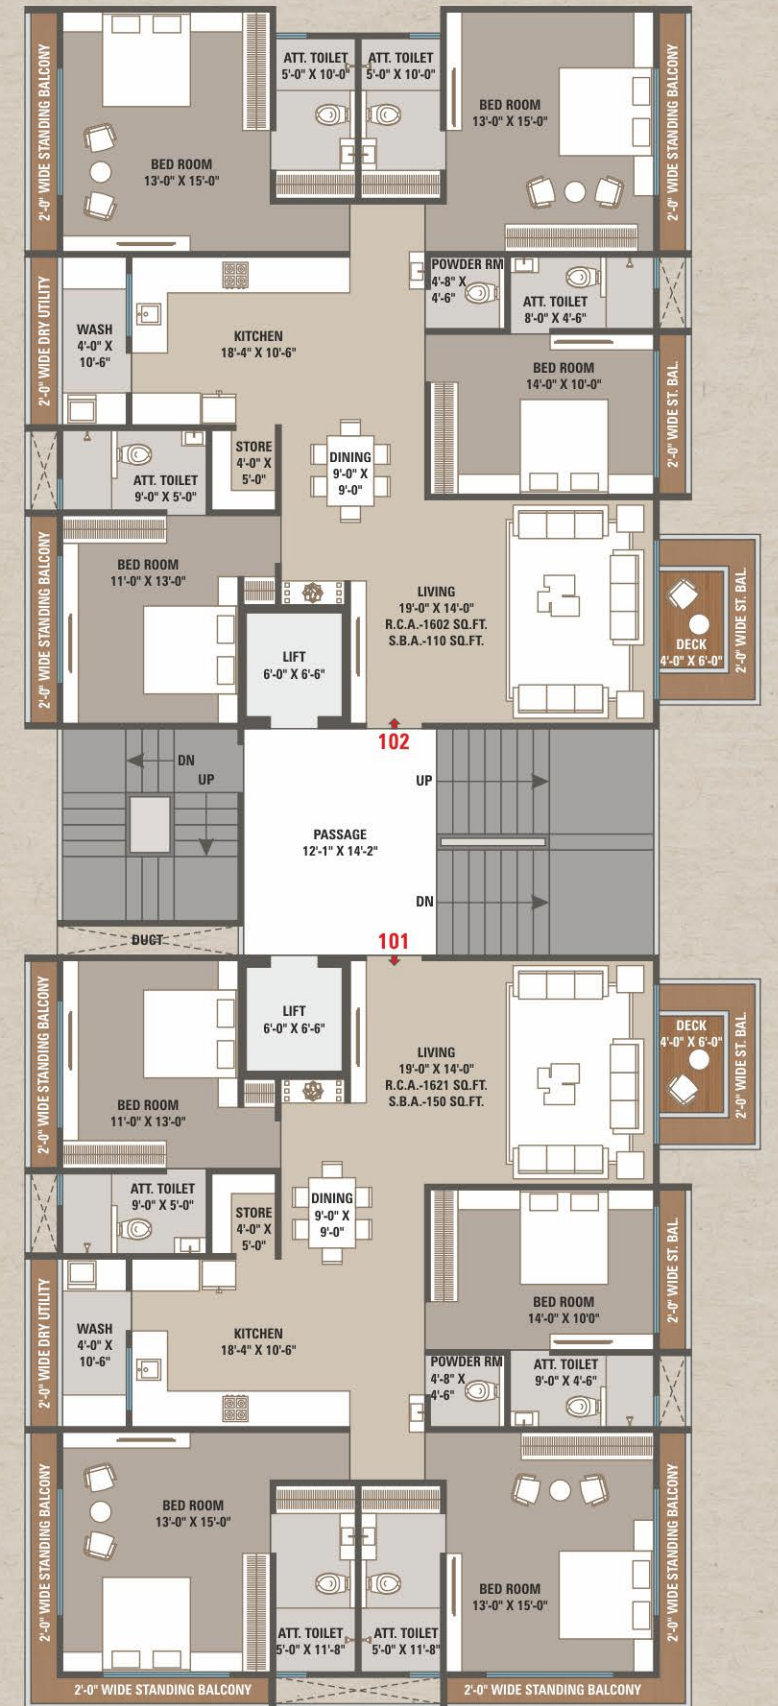 2'-0" WIDE STANDING BALCONY
BED ROOM
13'-0" X 15'-0"
ATT. TOILET
5'-0" X 10'-0"
ATT. TOILET
5'-0" X 10'-0"
BED ROOM
13'-0" X 15'-0"
2'-0" WIDE STANDING BALCONY
2'-0" WIDE DRY UTILITY
WASH
4'-0" X
10'-6"
KITCHEN
18'-4" X 10'-6"
POWDER RM
4'-8" X
4'-6"
ATT. TOILET
8'-0" X 4'-6"
BED ROOM
14'-0" X 10'-0"
2'-0" WIDE ST. BAL.
ATT. TOILET
9'-0" X 5'-0"
STORE
4'-0" X
5'-0"
DINING
9'-0" X
9'-0"
2'-0" WIDE STANDING BALCONY
BED ROOM
11'-0" X 13'-0"
LIFT
6'-0" X 6'-6"
LIVING
19'-0" X 14'-0"
R.C.A.-1602 SQ.FT.
S.B.A.-110 SQ.FT.
DECK
4'-0" X 6'-0"
2'-0" WIDE ST. BAL.
102
DN
UP
PASSAGE
12'-1" X 14'-2"
UP
DN
DUCT
101
2'-0" WIDE STANDING BALCONY
BED ROOM
11'-0" X 13'-0"
LIFT
6'-0" X 6'-6"
LIVING
19'-0" X 14'-0"
R.C.A.-1621 SQ.FT.
S.B.A.-150 SQ.FT.
DECK
4'-0" X 6'-0"
2'-0" WIDE ST. BAL.
ATT. TOILET
9'-0" X 5'-0"
STORE
4'-0" X
5'-0"
DINING
9'-0" X
9'-0"
2'-0" WIDE DRY UTILITY
WASH
4'-0" X
10'-6"
KITCHEN
18'-4" X 10'-6"
BED ROOM
14'-0" X 10'0"
2'-0" WIDE ST. BAL.
POWDER RM
4'-8" X
4'-6"
ATT. TOILET
9'-0" X 4'-6"
2'-0" WIDE STANDING BALCONY
BED ROOM
13'-0" X 15'-0"
ATT. TOILET
5'-0" X 11'-8"
ATT. TOILET
5'-0" X 11'-8"
BED ROOM
13'-0" X 15'-0"
2'-0" WIDE STANDING BALCONY
2'-0" WIDE STANDING BALCONY
2'-0" WIDE STANDING BALCONY